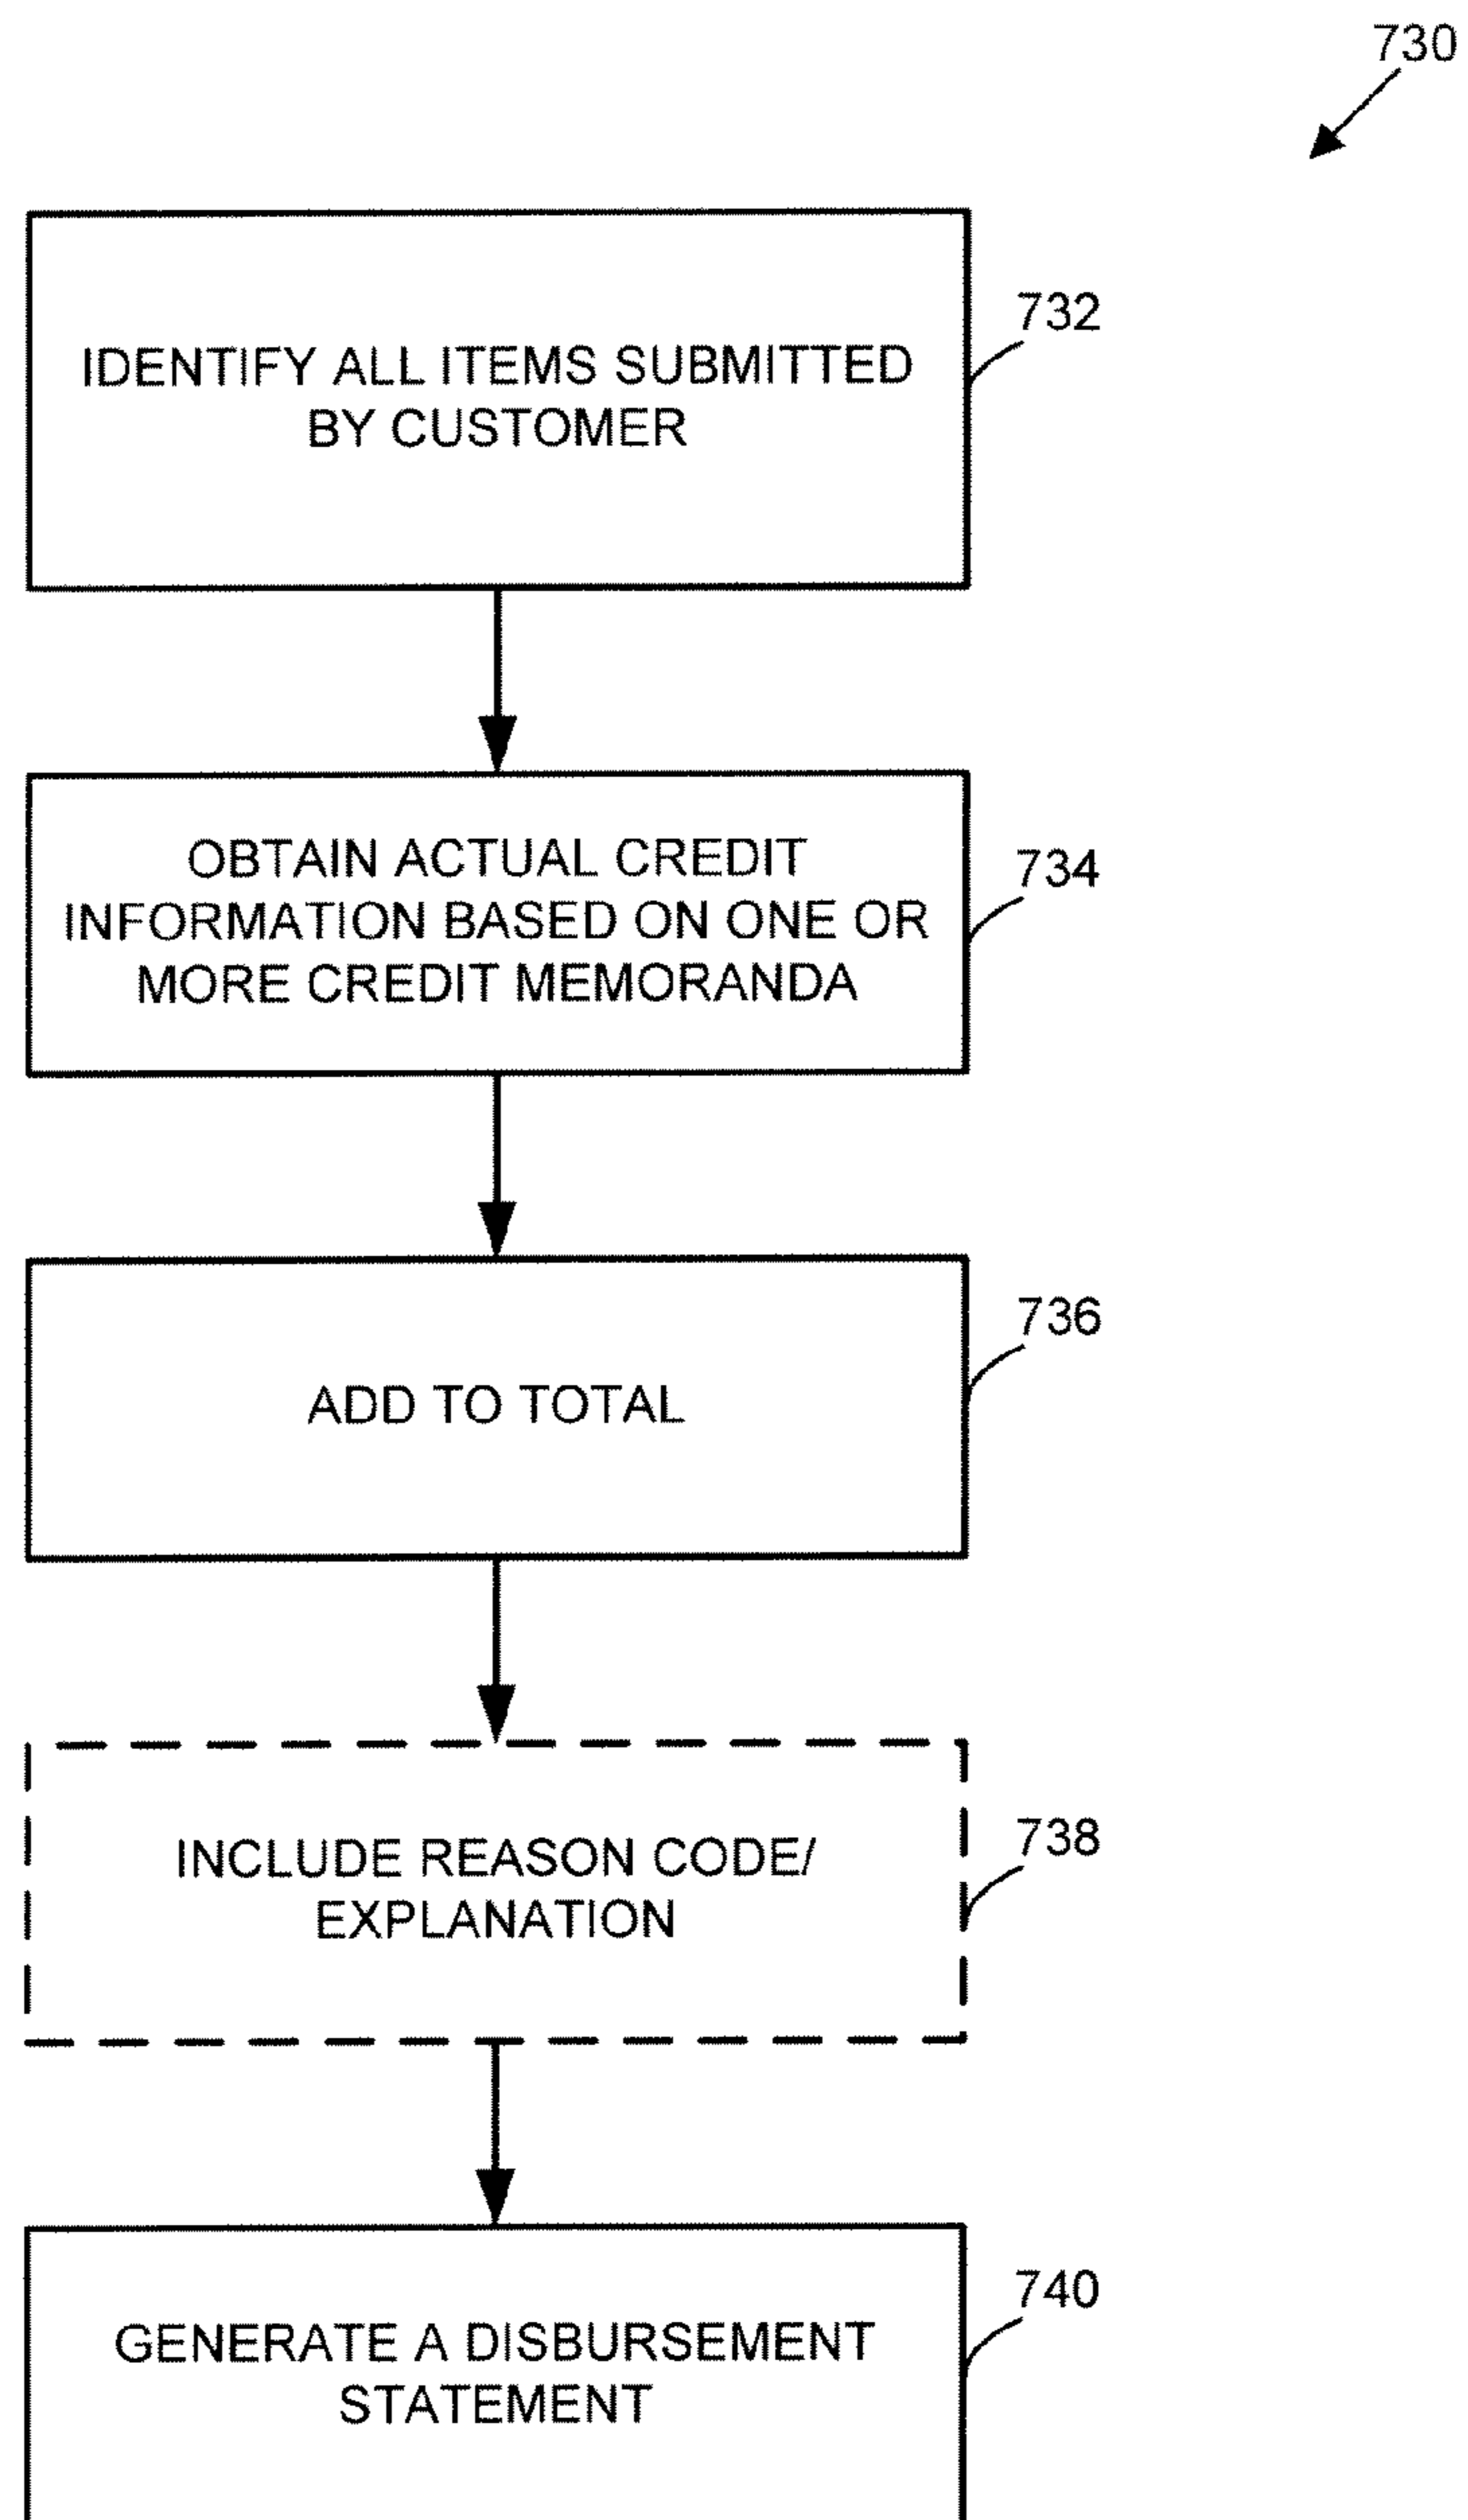 730
732
IDENTIFY ALL ITEMS SUBMITTED
BY CUSTOMER
734
OBTAIN ACTUAL CREDIT
INFORMATION BASED ON ONE OR
MORE CREDIT MEMORANDA
736
ADD TO TOTAL
738
INCLUDE REASON CODE/
EXPLANATION
740
GENERATE A DISBURSEMENT
STATEMENT